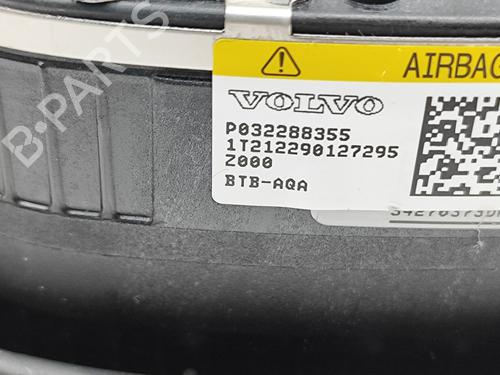 AIRBAG
VOLVO
P032288355
1T212290127295
Z000
BTB-AQA
B-PARTS